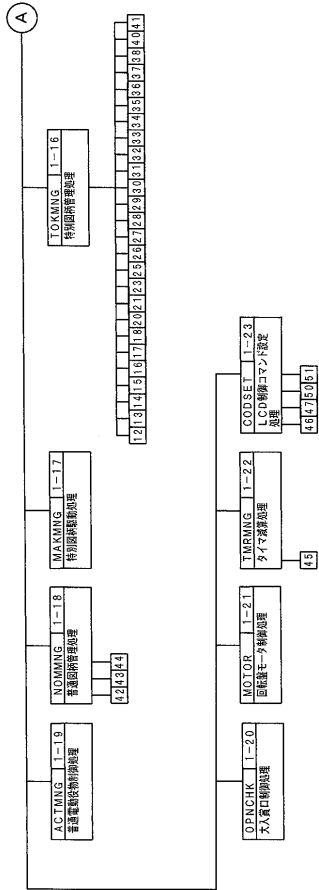 A
ACTMNG 1-19
普通電動役物制御処理
NOMMNG 1-18
普通図柄管理処理
42 43 44
MAKMNG 1-17
特別図柄駆動処理
TOKMNG 1-16
特別図柄管理処理
12 13 14 15 16 17 18 20 21 23 25 26 27 28 29 30 31 32 33 34 35 36 37 38 40 41
OPNCHK 1-20
大入賞口制御処理
MOTOR 1-21
回転盤モータ制御処理
TMRMNG 1-22
タイマ減算処理
45
CODSET 1-23
LCD制御コマンド設定
処理
46 47 50 51